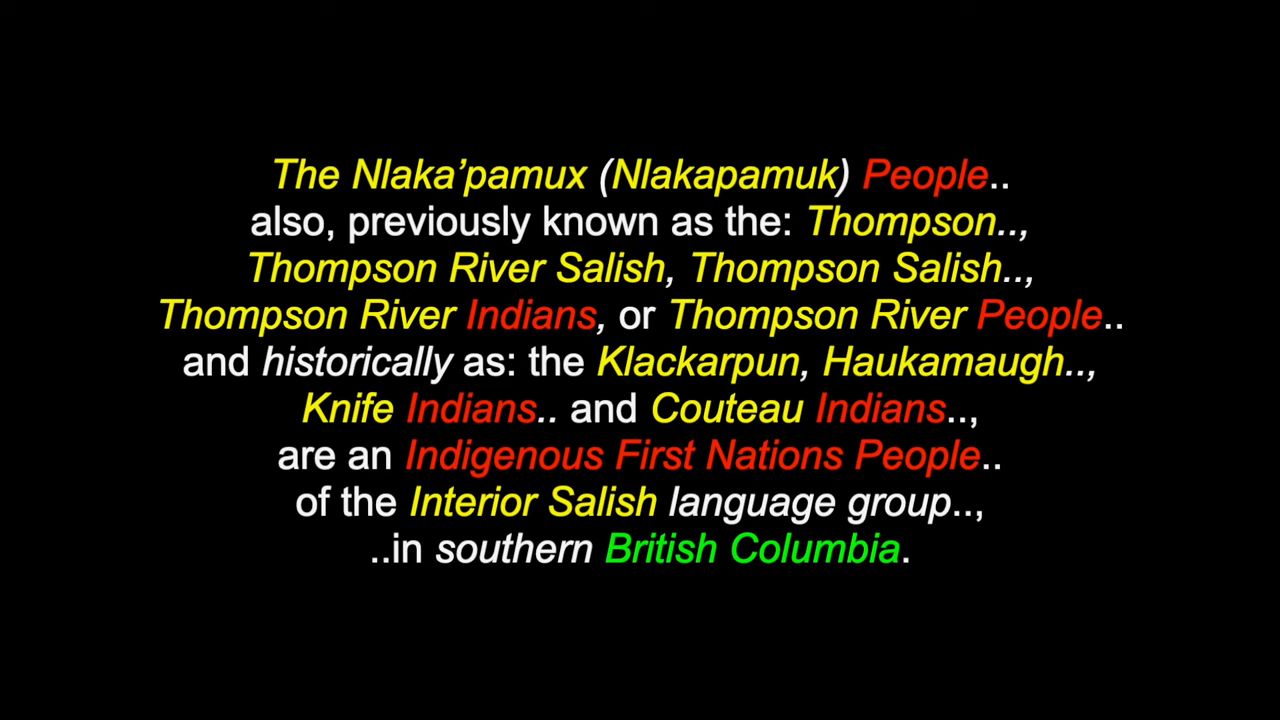 The Nlaka’pamux (Nlakapamuk) People..
also, previously known as the: Thompson..,
Thompson River Salish, Thompson Salish..,
Thompson River Indians, or Thompson River People..
and historically as: the Klackarpun, Haukamaugh..,
Knife Indians.. and Couteau Indians..,
are an Indigenous First Nations People..
of the Interior Salish language group..,
..in southern British Columbia.